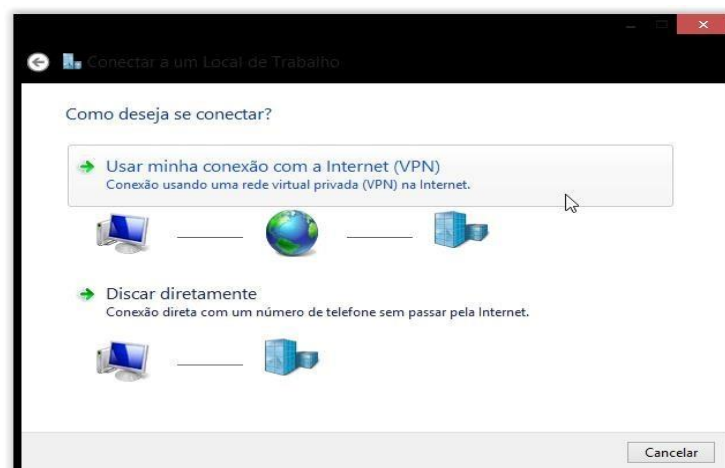 Conectar a um Local de Trabalho
Como deseja se conectar?
Usar minha conexão com a Internet (VPN)
Conexão usando uma rede virtual privada (VPN) na Internet.
Discar diretamente
Conexão direta com um número de telefone sem passar pela Internet.
Cancelar